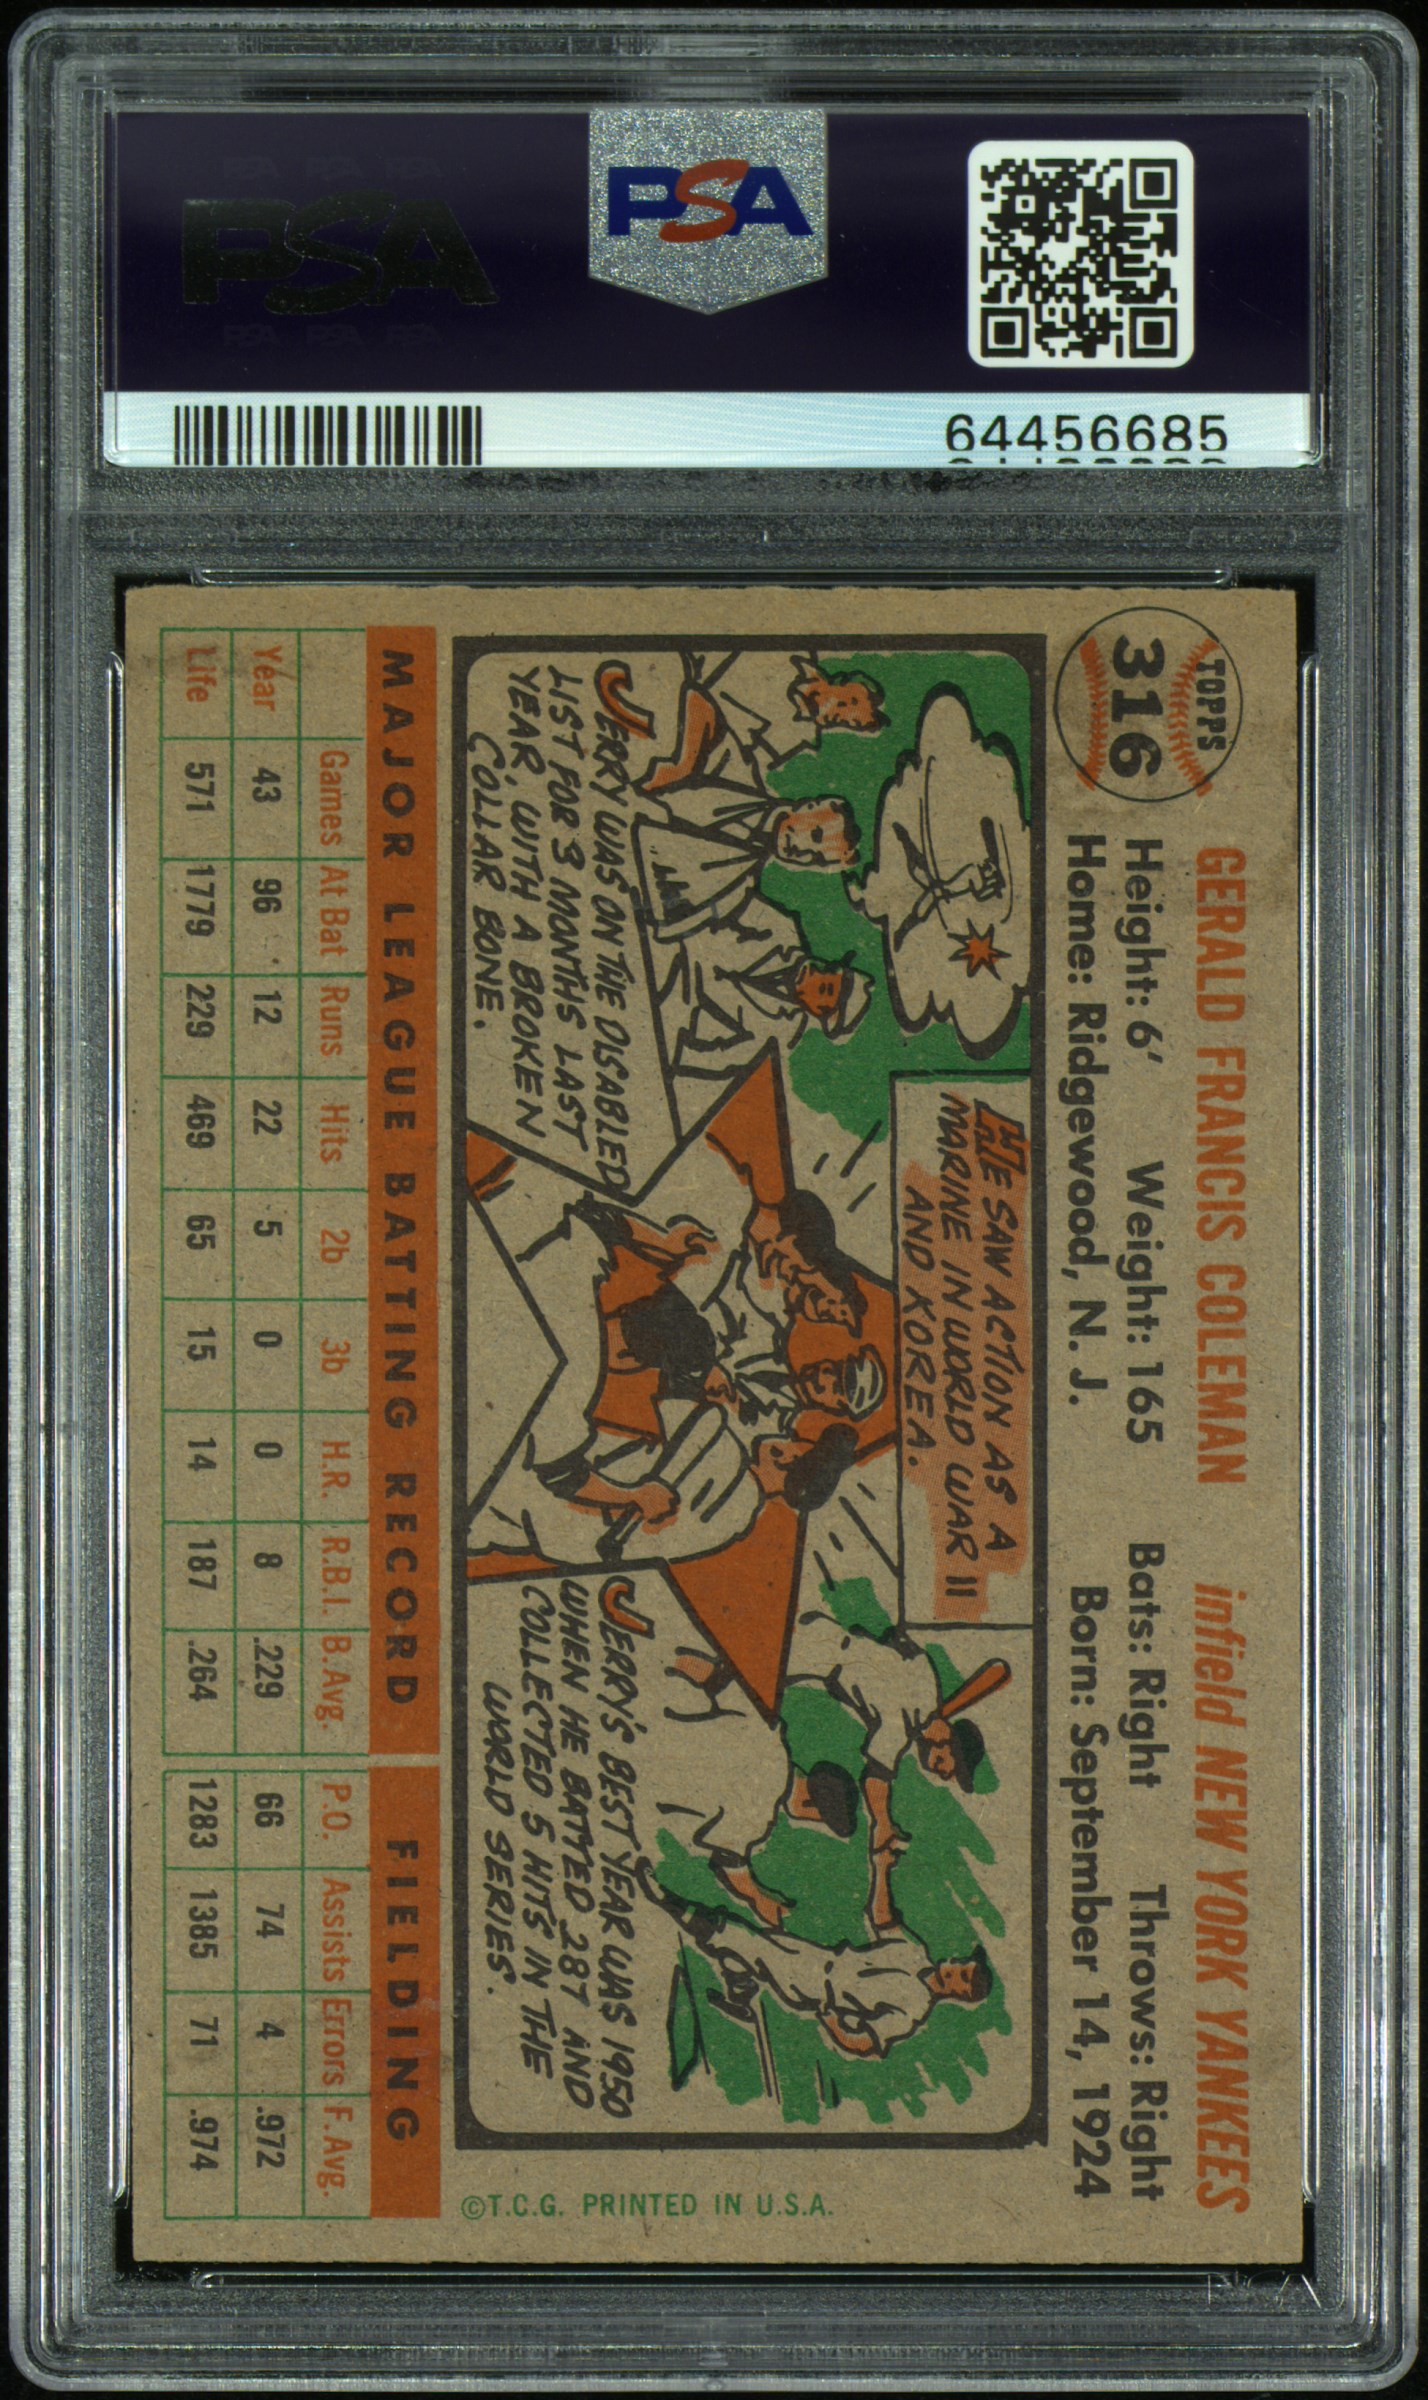 PSA
PSA
64456685
TOPPS
316
GERALD FRANCIS COLEMAN infield NEW YORK YANKEES
Height: 6' Weight: 165 Bats: Right Throws: Right
Home: Ridgewood, N. J. Born: September 14, 1924
HE SAW ACTION AS A
MARINE IN WORLD WAR II
AND KOREA.
JERRY WAS ON THE DISABLED
LIST FOR 3 MONTHS LAST
YEAR, WITH A BROKEN
COLLAR BONE.
JERRY'S BEST YEAR WAS 1950
WHEN HE BATTED .287 AND
COLLECTED 5 HITS IN THE
WORLD SERIES.
MAJOR LEAGUE BATTING RECORD FIELDING
Games At Bat Runs Hits 2b 3b H.R. R.B.I. B.Avg. P.O. Assists Errors F. Avg.
Year 43 96 12 22 5 0 0 8 .229 66 74 4 .972
Life 571 1779 229 469 65 15 14 187 .264 1283 1385 71 .974
©T.C.G. PRINTED IN U.S.A.